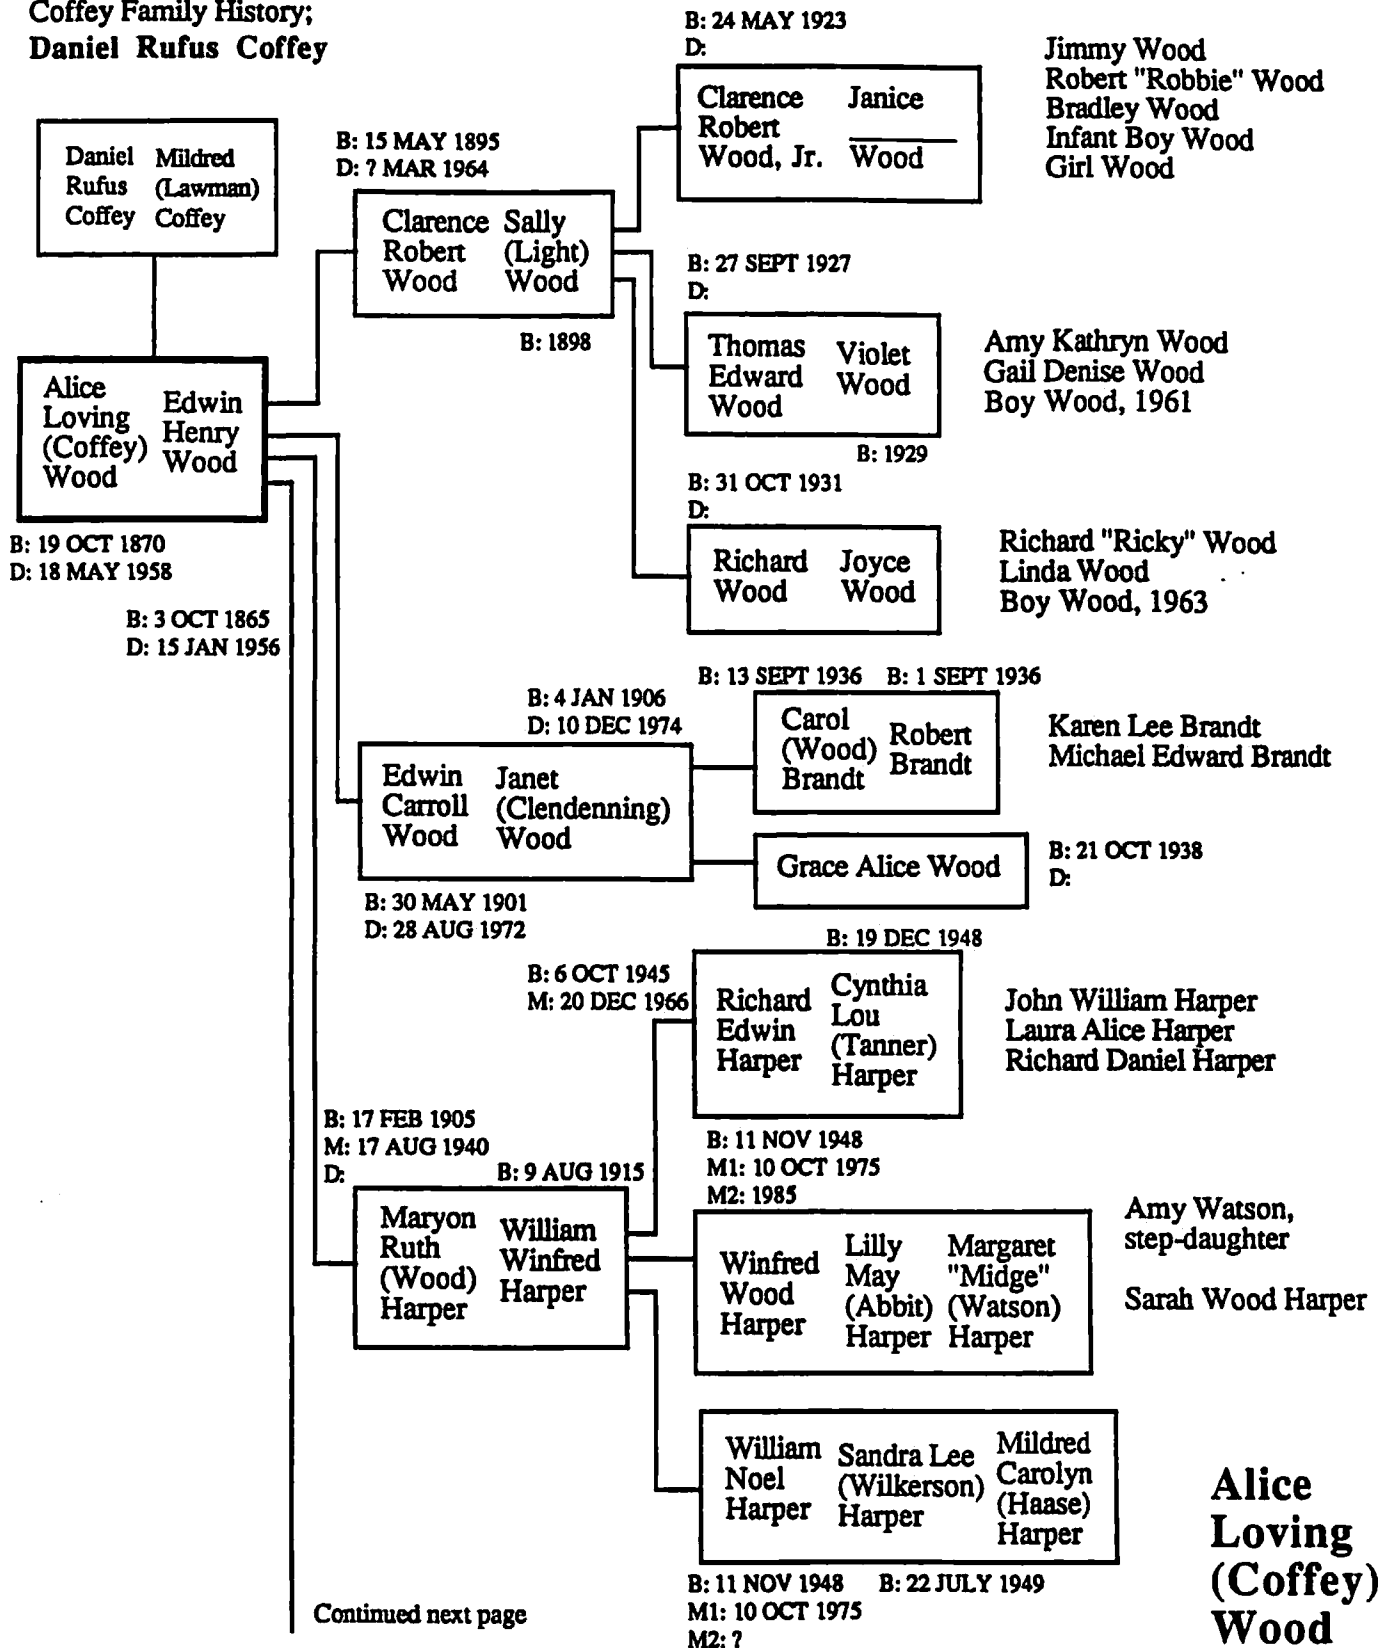 Coffey Family History;
Daniel Rufus Coffey
Daniel Mildred
Rufus (Lawman)
Coffey Coffey
Alice
Loving
(Coffey)
Wood
Edwin
Henry
Wood
B: 19 OCT 1870
D: 18 MAY 1958
B: 3 OCT 1865
D: 15 JAN 1956
B: 15 MAY 1895
D: ? MAR 1964
Clarence Sally
Robert (Light)
Wood Wood
B: 1898
B: 24 MAY 1923
D:
Clarence
Robert
Wood, Jr.
Janice
Wood
Jimmy Wood
Robert "Robbie" Wood
Bradley Wood
Infant Boy Wood
Girl Wood
B: 27 SEPT 1927
D:
Thomas
Edward
Wood
Violet
Wood
B: 1929
Amy Kathryn Wood
Gail Denise Wood
Boy Wood, 1961
B: 31 OCT 1931
D:
Richard Joyce
Wood Wood
Richard "Ricky" Wood
Linda Wood
Boy Wood, 1963
B: 4 JAN 1906
D: 10 DEC 1974
Edwin Janet
Carroll (Clendenning)
Wood Wood
B: 30 MAY 1901
D: 28 AUG 1972
B: 13 SEPT 1936 B: 1 SEPT 1936
Carol
(Wood)
Brandt
Robert
Brandt
Karen Lee Brandt
Michael Edward Brandt
Grace Alice Wood
B: 21 OCT 1938
D:
B: 19 DEC 1948
B: 6 OCT 1945
M: 20 DEC 1966
Richard
Edwin
Harper
Cynthia
Lou
(Tanner)
Harper
John William Harper
Laura Alice Harper
Richard Daniel Harper
B: 17 FEB 1905
M: 17 AUG 1940
D:
B: 9 AUG 1915
Maryon
Ruth
(Wood)
Harper
William
Winfred
Harper
B: 11 NOV 1948
M1: 10 OCT 1975
M2: 1985
Winfred
Wood
Harper
Lilly
May
(Abbit)
Harper
Margaret
"Midge"
(Watson)
Harper
Amy Watson,
step-daughter
Sarah Wood Harper
William
Noel
Harper
Sandra Lee
(Wilkerson)
Harper
Mildred
Carolyn
(Haase)
Harper
B: 11 NOV 1948 B: 22 JULY 1949
M1: 10 OCT 1975
M2: ?
Continued next page
Alice
Loving
(Coffey)
Wood